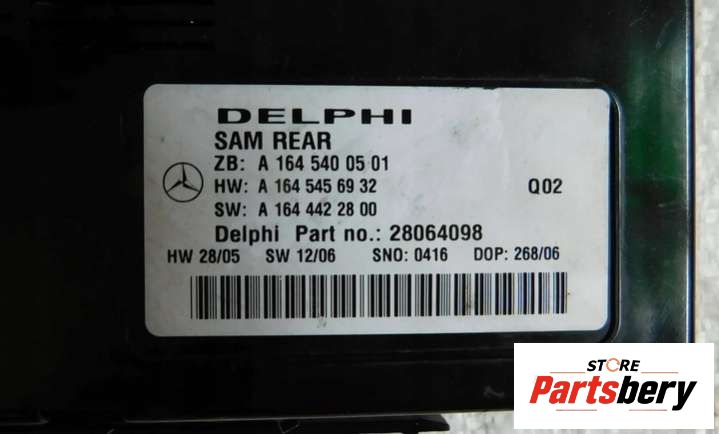 DELPHI
SAM REAR
ZB: A 164 540 05 01
HW: A 164 545 69 32 Q02
SW: A 164 442 28 00
Delphi Part no.: 28064098
HW 28/05 SW 12/06 SNO: 0416 DOP: 268/06
STORE
Partsbery